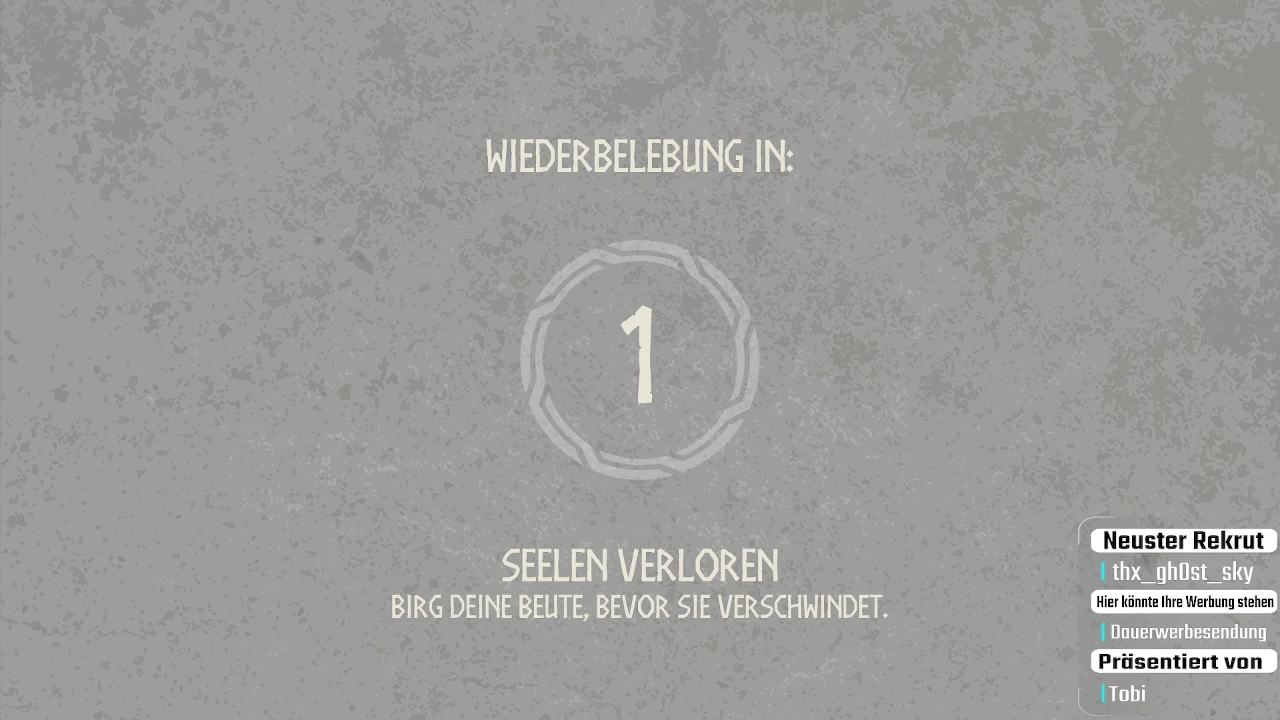 WIEDERBELEBUNG IN:
1
SEELEN VERLOREN
BIRG DEINE BEUTE, BEVOR SIE VERSCHWINDET.
Neuster Rekrut
thx_gh0st_sky
Hier könnte Ihre Werbung stehen
Dauerwerbesendung
Präsentiert von
Tobi